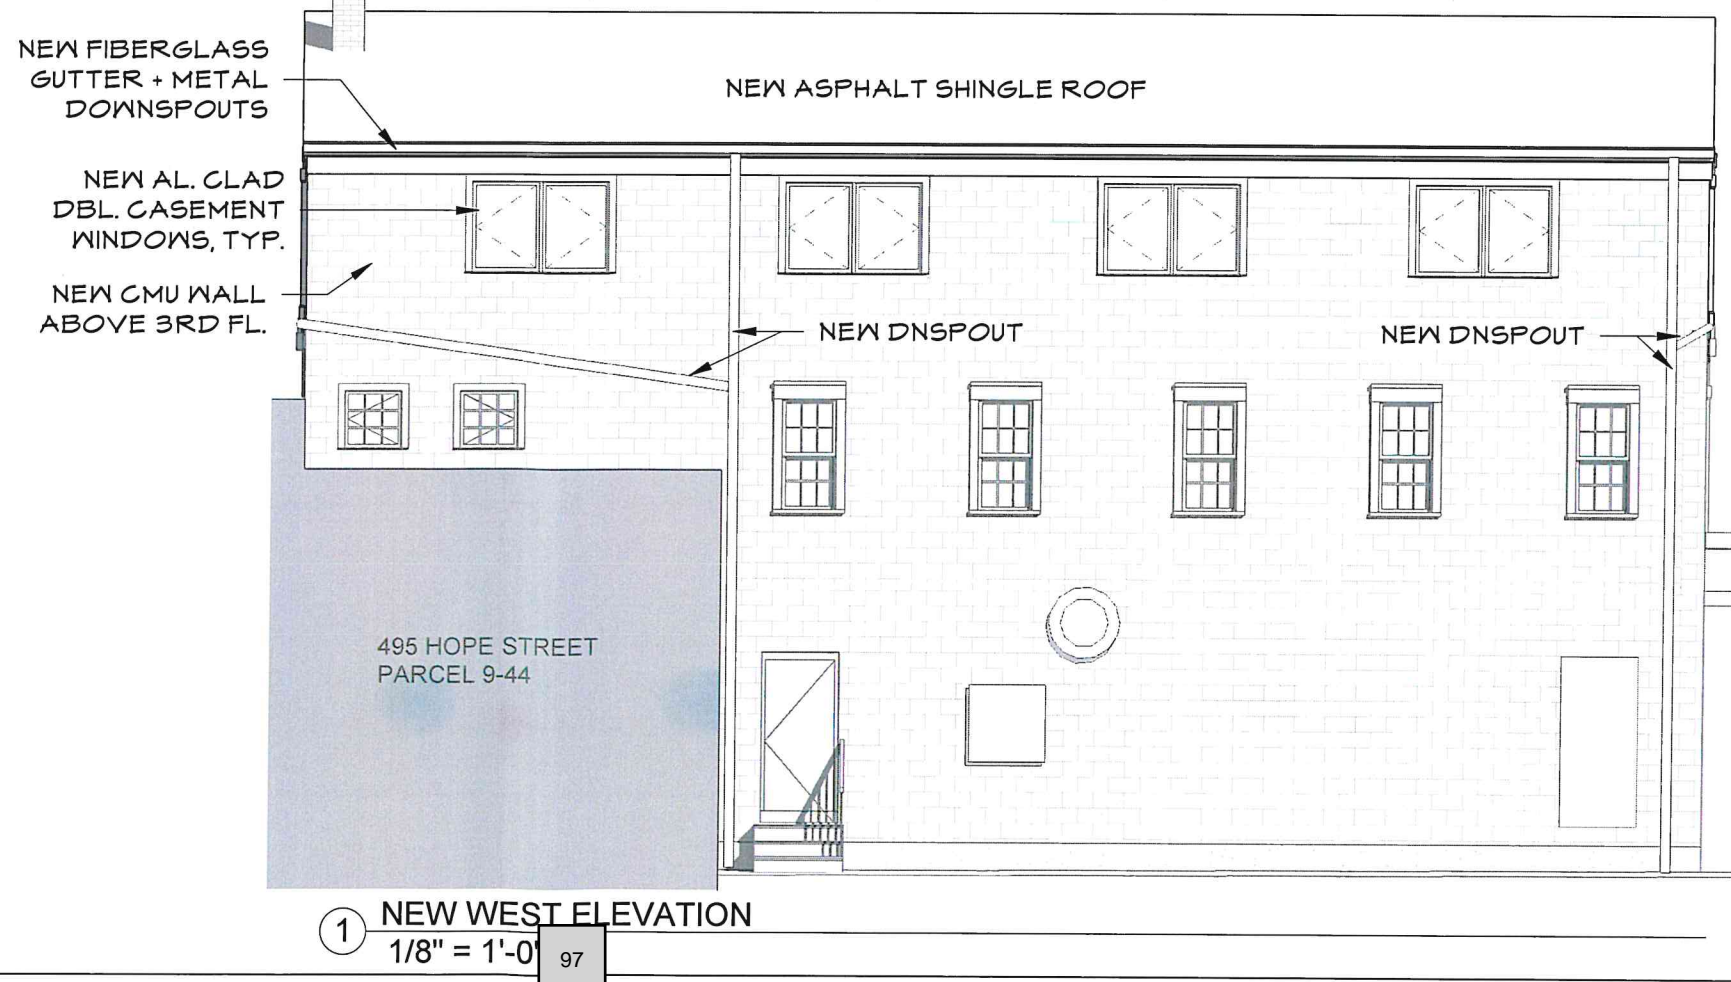 NEW FIBERGLASS
GUTTER + METAL
DOWNSPOUTS
NEW ASPHALT SHINGLE ROOF
NEW AL. CLAD
DBL. CASEMENT
WINDOWS, TYP.
NEW CMU WALL
ABOVE 3RD FL.
NEW DNSPOUT
NEW DNSPOUT
495 HOPE STREET
PARCEL 9-44
1
NEW WEST ELEVATION
1/8" = 1'-0"
97